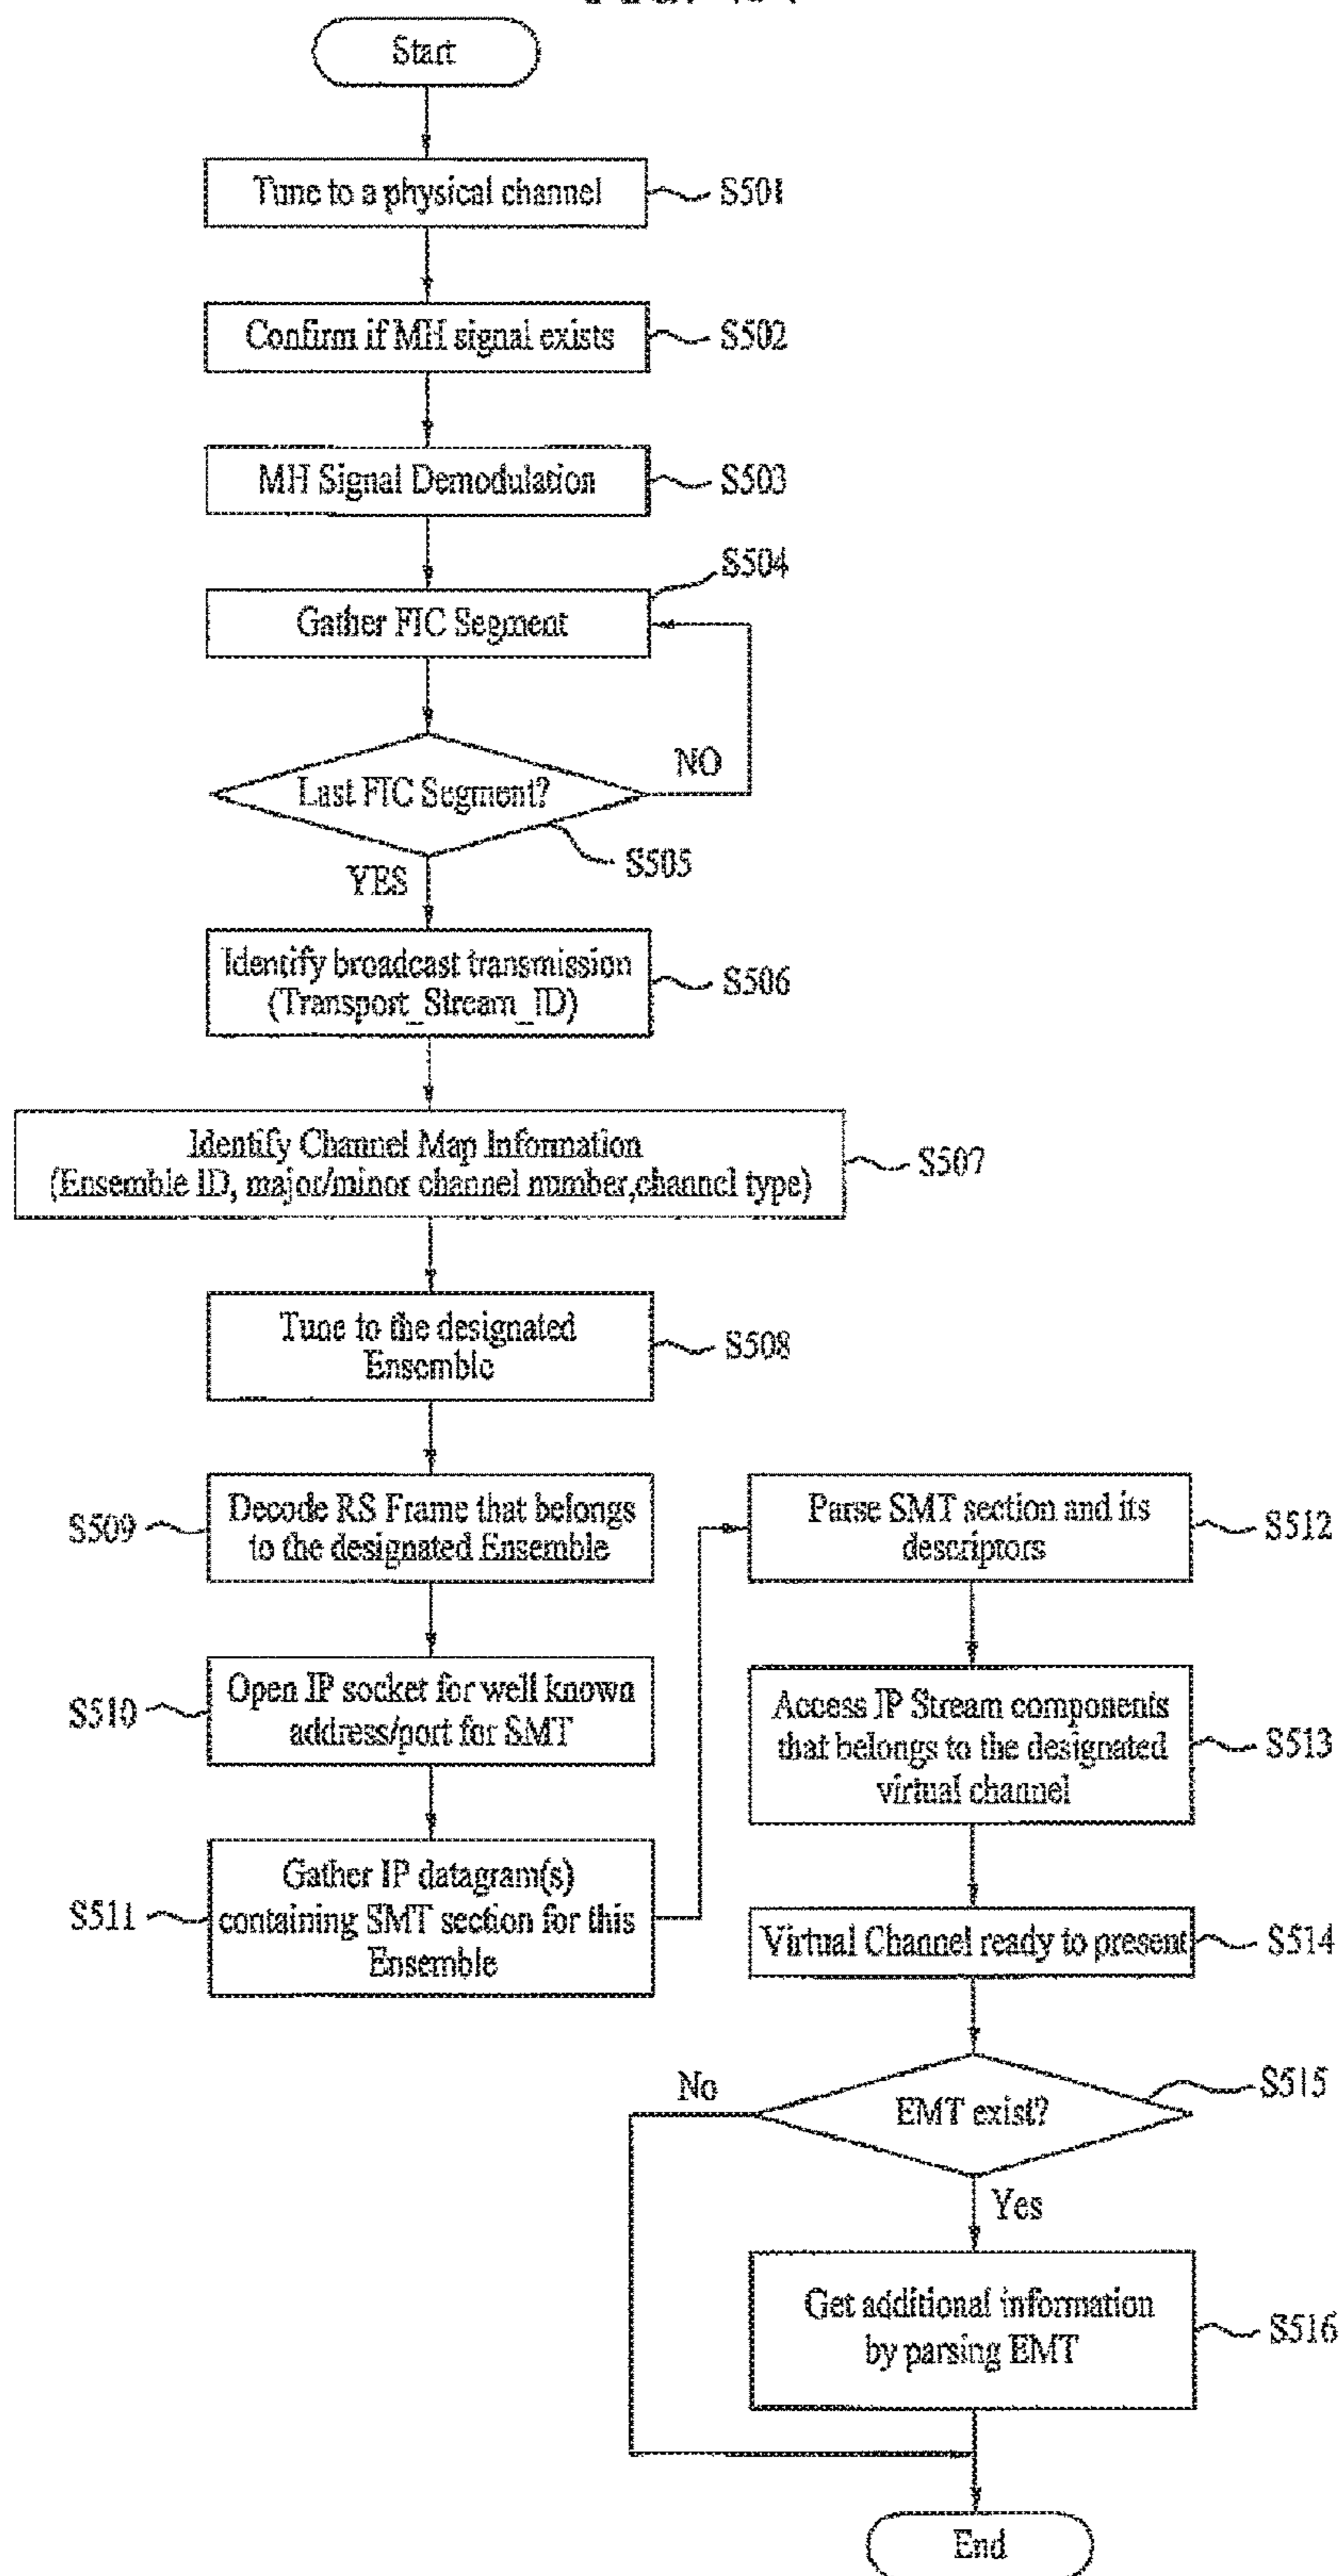 Start
Tune to a physical channel
S501
Confirm if MH signal exists
S502
MH Signal Demodulation
S503
S504
Gather FIC Segment
NO
Last FIC Segment?
S505
YES
Identify broadcast transmission
(Transport_Stream_ID)
S506
Identify Channel Map Information
(Ensemble ID, major/minor channel number,channel type)
S507
Tune to the designated
Ensemble
S508
S509
Decode RS Frame that belongs
to the designated Ensemble
S510
Open IP socket for well known
address/port for SMT
S511
Gather IP datagram(s)
containing SMT section for this
Ensemble
Parse SMT section and its
descriptors
S512
Access IP Stream components
that belongs to the designated
virtual channel
S513
Virtual Channel ready to present
S514
No
EMT exist?
S515
Yes
Get additional information
by parsing EMT
S516
End